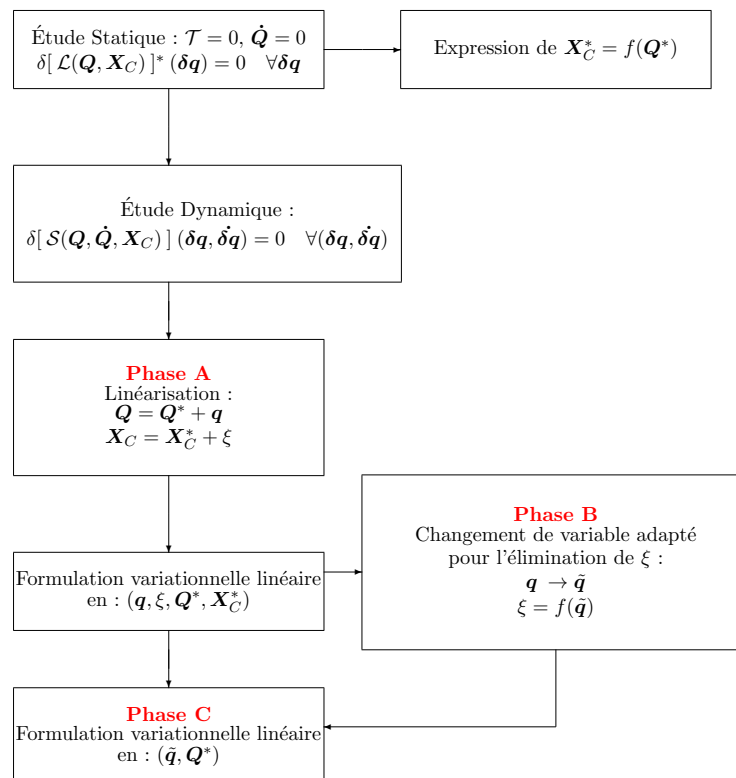 Étude Statique : 𝒯 = 0, Q̇ = 0
δ[ ℒ(Q, X_C) ]* (δq) = 0 ∀δq
Expression de X*_C = f(Q*)
Étude Dynamique :
δ[ 𝒮(Q, Q̇, X_C) ] (δq, δq̇) = 0 ∀(δq, δq̇)
Phase A
Linéarisation :
Q = Q* + q
X_C = X*_C + ξ
Phase B
Changement de variable adapté
pour l'élimination de ξ :
q → q̃
ξ = f(q̃)
Formulation variationnelle linéaire
en : (q, ξ, Q*, X*_C)
Phase C
Formulation variationnelle linéaire
en : (q̃, Q*)